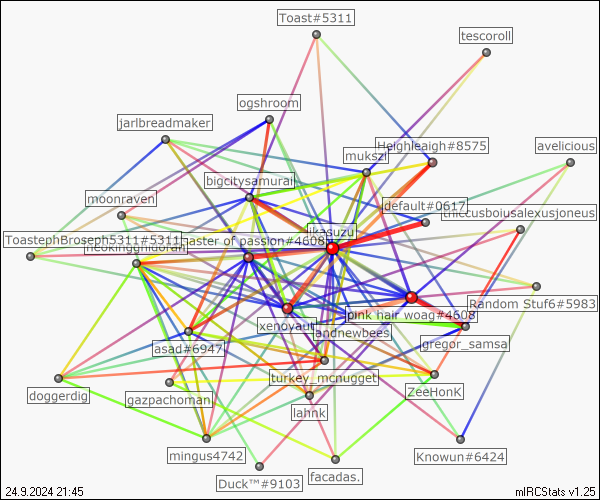 Toast#5311
tescoroll
ogshroom
jarlbreadmaker
Heighleaigh#8575
avelicious
mukszi
bigcitysamurai
moonraven
default#0617
ikasuzu
ToastephBroseph5311#5311
master of passion#4608
Random Stuf6#5983
pink hair woag#4608
xenoyaut
andnewbees
gregor_samsa
asad#6947
turkey_mcnugget
doggerdig
gazpachoman
ZeeHonK
lahnk
mingus4742
Knowun#6424
facadas.
Duck™#9103
24.9.2024 21:45
mIRCStats v1.25